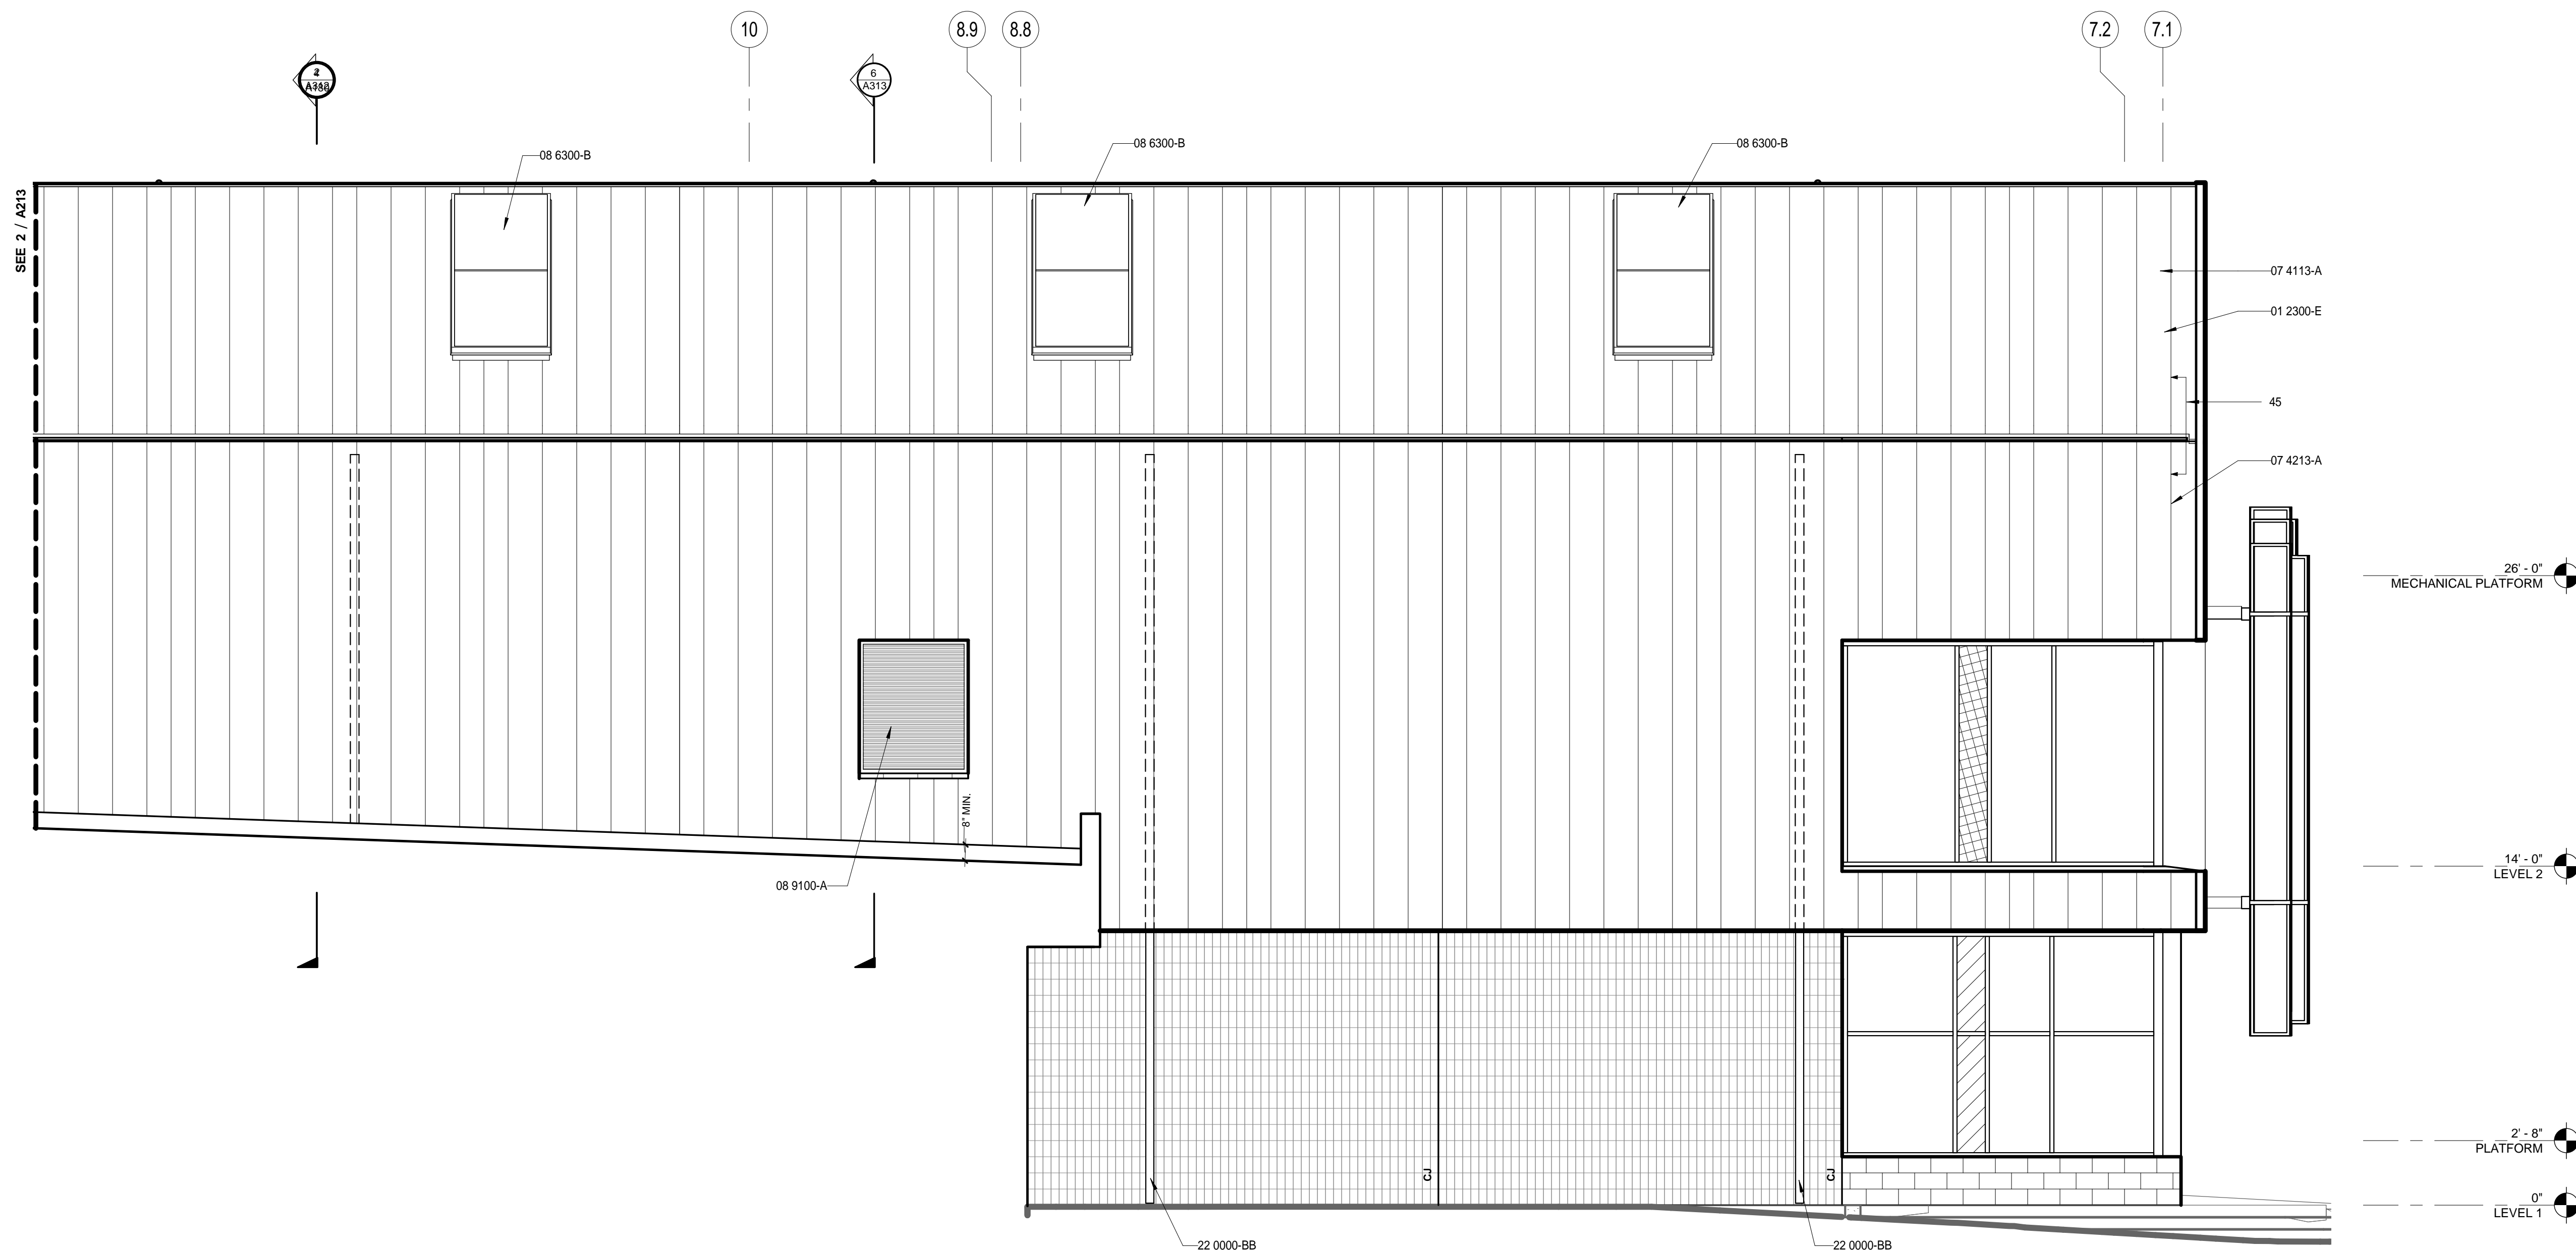 10
8.9
8.8
7.2
7.1
6
A313
08 6300-B
08 6300-B
08 6300-B
SEE 2 / A213
07 4113-A
01 2300-E
45
07 4213-A
26' - 0"
MECHANICAL PLATFORM
8" MIN.
14' - 0"
LEVEL 2
08 9100-A
2' - 8"
PLATFORM
CJ
CJ
0"
LEVEL 1
22 0000-BB
22 0000-BB